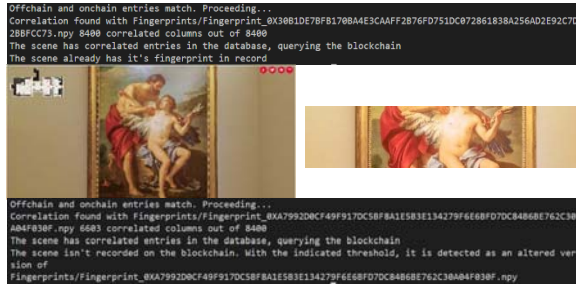 Offchain and onchain entries match. Proceeding...
Correlation found with Fingerprints/Fingerprint_0X30B1DE7BFB170BA4E3CAAFF2B76FD751DC072861838A256AD2E92C7D
2BBFCC73.npy 8400 correlated columns out of 8400
The scene has correlated entries in the database, querying the blockchain
The scene already has it's fingerprint in record
Offchain and onchain entries match. Proceeding...
Correlation found with Fingerprints/Fingerprint_0XA7992D0CF49F917DC5BF8A1E5B3E134279F6E6BFD7DC84B6BE762C30
A04F030F.npy 6603 correlated columns out of 8400
The scene has correlated entries in the database, querying the blockchain
The scene isn't recorded on the blockchain. With the indicated threshold, it is detected as an altered ver
sion of
Fingerprints/Fingerprint_0XA7992D0CF49F917DC5BF8A1E5B3E134279F6E6BFD7DC84B6BE762C30A04F030F.npy